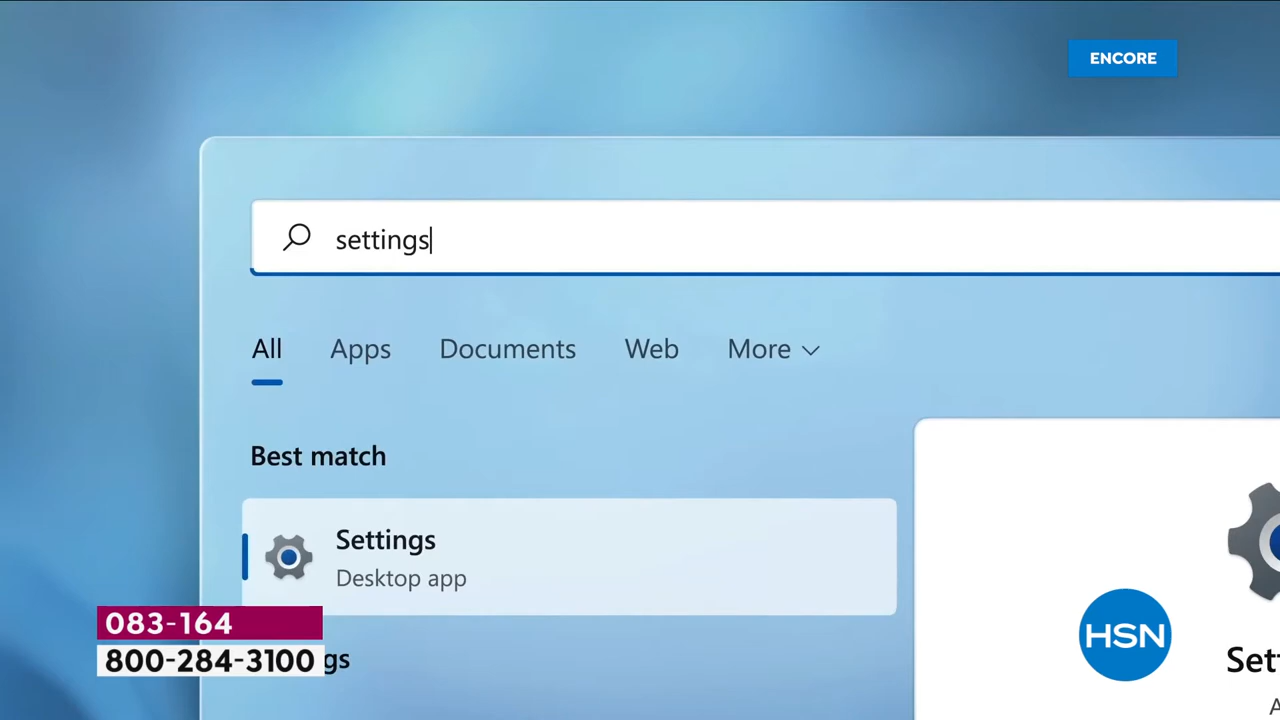 ENCORE
settings
All Apps Documents Web More
Best match
Settings
Desktop app
083-164
800-284-3100
gs
HSN
Set
A